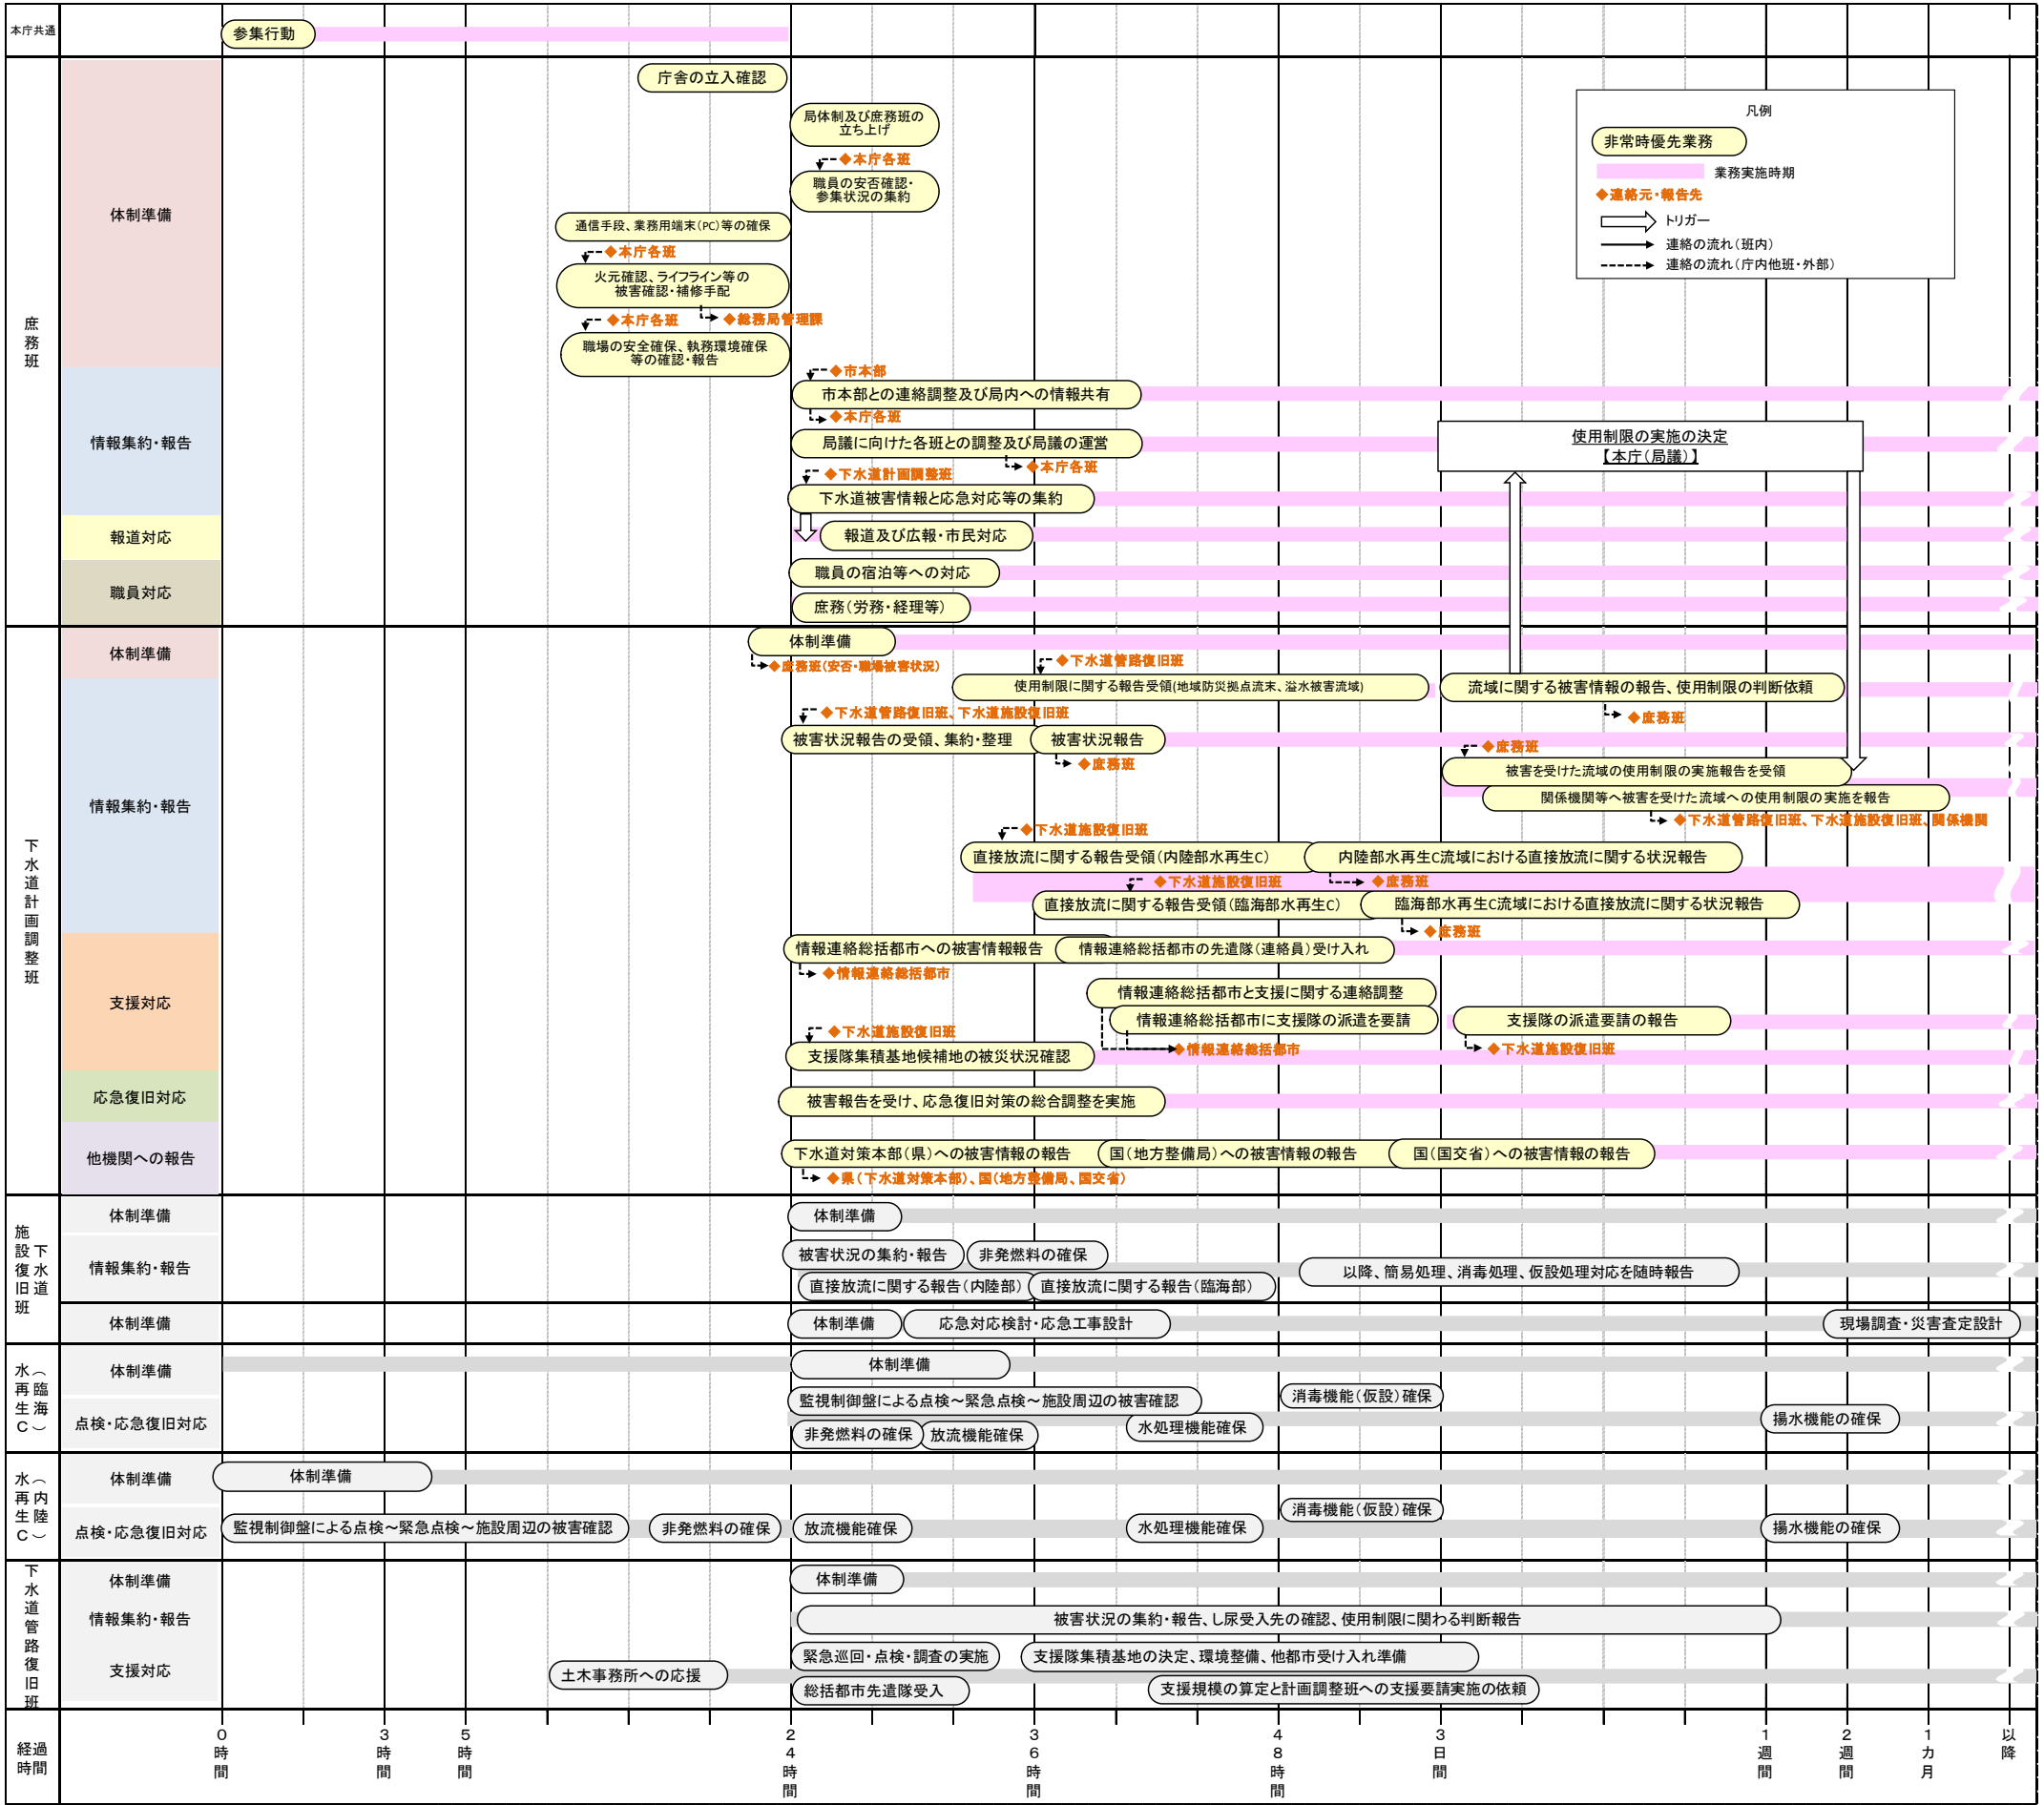 本庁共通
参集行動
庶務班
体制準備
庁舎の立入確認
局体制及び庶務班の
立ち上げ
◆本庁各班
職員の安否確認・
参集状況の集約
通信手段、業務用端末（PC）等の確保
◆本庁各班
火元確認、ライフライン等の
被害確認・補修手配
◆本庁各班
◆総務局管理課
職場の安全確保、執務環境確保
等の確認・報告
凡例
非常時優先業務
業務実施時期
◆連絡元・報告先
トリガー
連絡の流れ（班内）
連絡の流れ（庁内他班・外部）
情報集約・報告
◆市本部
市本部との連絡調整及び局内への情報共有
◆本庁各班
局議に向けた各班との調整及び局議の運営
◆本庁各班
使用制限の実施の決定
【本庁（局議）】
◆下水道計画調整班
下水道被害情報と応急対応等の集約
報道対応
報道及び広報・市民対応
職員対応
職員の宿泊等への対応
庶務（労務・経理等）
下水道計画調整班
体制準備
体制準備
◆庶務班（安否・職場被害状況）
情報集約・報告
◆下水道管路復旧班
使用制限に関する報告受領(地域防災拠点流末、溢水被害流域)
流域に関する被害情報の報告、使用制限の判断依頼
◆庶務班
◆下水道管路復旧班、下水道施設復旧班
被害状況報告の受領、集約・整理
被害状況報告
◆庶務班
◆庶務班
被害を受けた流域の使用制限の実施報告を受領
関係機関等へ被害を受けた流域への使用制限の実施を報告
◆下水道管路復旧班、下水道施設復旧班、関係機関
◆下水道施設復旧班
直接放流に関する報告受領（内陸部水再生C）
内陸部水再生C流域における直接放流に関する状況報告
◆下水道施設復旧班
◆庶務班
直接放流に関する報告受領（臨海部水再生C）
臨海部水再生C流域における直接放流に関する状況報告
◆庶務班
支援対応
情報連絡総括都市への被害情報報告
情報連絡総括都市の先遣隊（連絡員）受け入れ
◆情報連絡総括都市
情報連絡総括都市と支援に関する連絡調整
情報連絡総括都市に支援隊の派遣を要請
支援隊の派遣要請の報告
◆下水道施設復旧班
◆情報連絡総括都市
◆下水道施設復旧班
支援隊集積基地候補地の被災状況確認
応急復旧対応
被害報告を受け、応急復旧対策の総合調整を実施
他機関への報告
下水道対策本部（県）への被害情報の報告
国（地方整備局）への被害情報の報告
国（国交省）への被害情報の報告
◆県（下水道対策本部）、国（地方整備局、国交省）
下水道
施設復旧班
体制準備
体制準備
情報集約・報告
被害状況の集約・報告
非発燃料の確保
直接放流に関する報告（内陸部）
直接放流に関する報告（臨海部）
以降、簡易処理、消毒処理、仮設処理対応を随時報告
体制準備
体制準備
応急対応検討・応急工事設計
現場調査・災害査定設計
（臨海）
水再生C
体制準備
体制準備
点検・応急復旧対応
監視制御盤による点検～緊急点検～施設周辺の被害確認
消毒機能（仮設）確保
非発燃料の確保
放流機能確保
水処理機能確保
揚水機能の確保
（内陸）
水再生C
体制準備
体制準備
点検・応急復旧対応
監視制御盤による点検～緊急点検～施設周辺の被害確認
非発燃料の確保
放流機能確保
水処理機能確保
消毒機能（仮設）確保
揚水機能の確保
下水道管路復旧班
体制準備
体制準備
情報集約・報告
被害状況の集約・報告、し尿受入先の確認、使用制限に関わる判断報告
支援対応
土木事務所への応援
緊急巡回・点検・調査の実施
支援隊集積基地の決定、環境整備、他都市受け入れ準備
総括都市先遣隊受入
支援規模の算定と計画調整班への支援要請実施の依頼
経過
時間
0時間
3時間
5時間
24時間
36時間
48時間
3日間
1週間
2週間
1カ月
以降